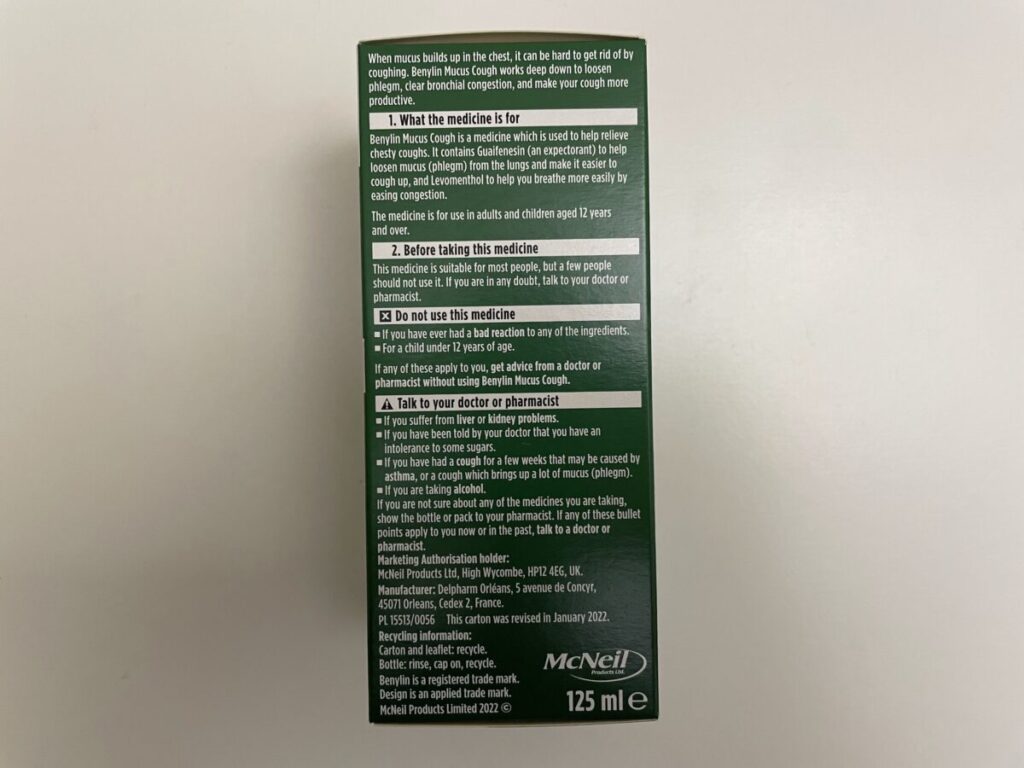 When mucus builds up in the chest, it can be hard to get rid of by
coughing. Benylin Mucus Cough works deep down to loosen
phlegm, clear bronchial congestion, and make your cough more
productive.
1. What the medicine is for
Benylin Mucus Cough is a medicine which is used to help relieve
chesty coughs. It contains Guaifenesin (an expectorant) to help
loosen mucus (phlegm) from the lungs and make it easier to
cough up, and Levomenthol to help you breathe more easily by
easing congestion.
The medicine is for use in adults and children aged 12 years
and over.
2. Before taking this medicine
This medicine is suitable for most people, but a few people
should not use it. If you are in any doubt, talk to your doctor or
pharmacist.
Do not use this medicine
■ If you have ever had a bad reaction to any of the ingredients.
■ For a child under 12 years of age.
If any of these apply to you, get advice from a doctor or
pharmacist without using Benylin Mucus Cough.
Talk to your doctor or pharmacist
■ If you suffer from liver or kidney problems.
■ If you have been told by your doctor that you have an
intolerance to some sugars.
■ If you have had a cough for a few weeks that may be caused by
asthma, or a cough which brings up a lot of mucus (phlegm).
■ If you are taking alcohol.
If you are not sure about any of the medicines you are taking,
show the bottle or pack to your pharmacist. If any of these bullet
points apply to you now or in the past, talk to a doctor or
pharmacist.
Marketing Authorisation holder:
McNeil Products Ltd, High Wycombe, HP12 4EG, UK.
Manufacturer: Delpharm Orléans, 5 avenue de Concyr,
45071 Orleans, Cedex 2, France.
PL 15513/0056 This carton was revised in January 2022.
Recycling information:
Carton and leaflet: recycle.
Bottle: rinse, cap on, recycle.
Benylin is a registered trade mark.
Design is an applied trade mark.
McNeil Products Limited 2022 ©
McNeil
Products Ltd.
125 ml e